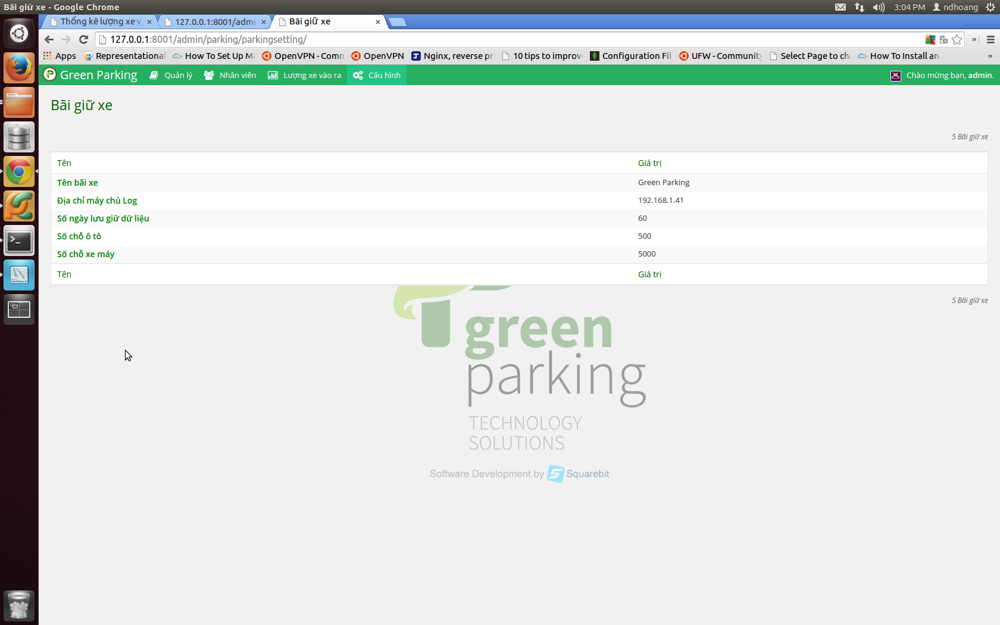 Bãi giữ xe - Google Chrome
3:04 PM ndhoang
Thống kê lượng xe v
127.0.0.1:8001/admi
Bãi giữ xe
127.0.0.1:8001/admin/parking/parkingsetting/
Apps Representational How To Set Up M OpenVPN - Comm OpenVPN Nginx, reverse pr 10 tips to improv Configuration Fil UFW - Community Select Page to ch How To Install an »
Green Parking Quản lý Nhân viên Lượng xe vào ra Cấu hình Chào mừng bạn, admin.
Bãi giữ xe
5 Bãi giữ xe
Tên Giá trị
Tên bãi xe Green Parking
Địa chỉ máy chủ Log 192.168.1.41
Số ngày lưu giữ dữ liệu 60
Số chỗ ô tô 500
Số chỗ xe máy 5000
Tên Giá trị
5 Bãi giữ xe
green
parking
TECHNOLOGY
SOLUTIONS
Software Development by Squarebit